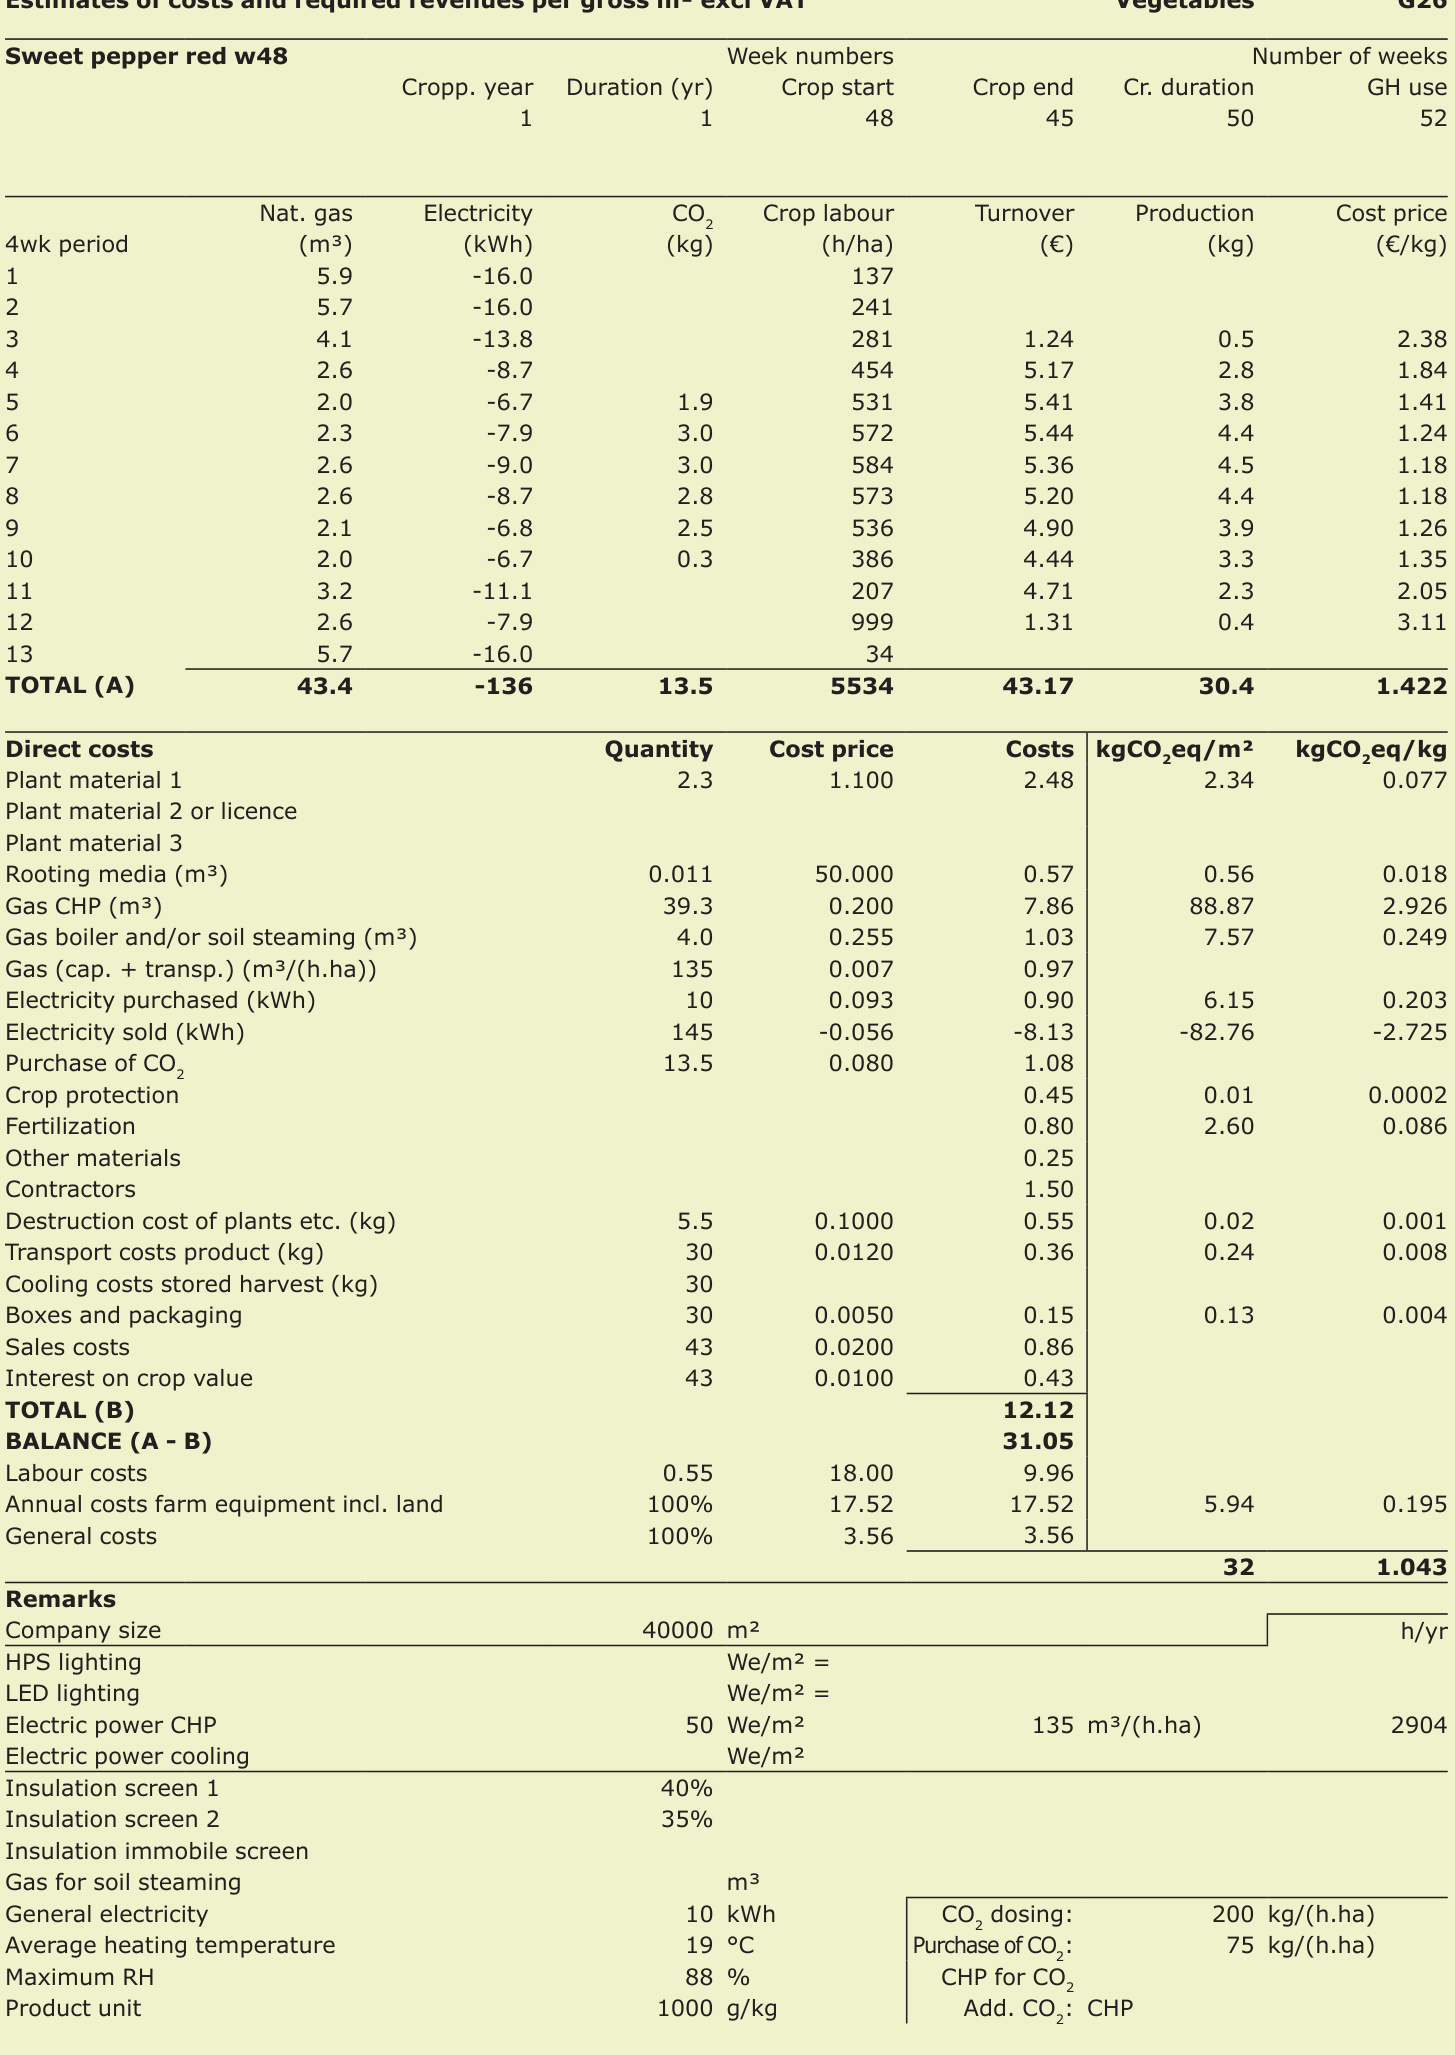 Estimates of costs and required revenues per gross m² excl VAT Vegetables G26
Sweet pepper red w48 Week numbers Number of weeks
Cropp. year Duration (yr) Crop start Crop end Cr. duration GH use
1 1 48 45 50 52
Nat. gas Electricity CO₂ Crop labour Turnover Production Cost price
4wk period (m³) (kWh) (kg) (h/ha) (€) (kg) (€/kg)
1 5.9 -16.0 137
2 5.7 -16.0 241
3 4.1 -13.8 281 1.24 0.5 2.38
4 2.6 -8.7 454 5.17 2.8 1.84
5 2.0 -6.7 1.9 531 5.41 3.8 1.41
6 2.3 -7.9 3.0 572 5.44 4.4 1.24
7 2.6 -9.0 3.0 584 5.36 4.5 1.18
8 2.6 -8.7 2.8 573 5.20 4.4 1.18
9 2.1 -6.8 2.5 536 4.90 3.9 1.26
10 2.0 -6.7 0.3 386 4.44 3.3 1.35
11 3.2 -11.1 207 4.71 2.3 2.05
12 2.6 -7.9 999 1.31 0.4 3.11
13 5.7 -16.0 34
TOTAL (A) 43.4 -136 13.5 5534 43.17 30.4 1.422
Direct costs Quantity Cost price Costs kgCO₂eq/m² kgCO₂eq/kg
Plant material 1 2.3 1.100 2.48 2.34 0.077
Plant material 2 or licence
Plant material 3
Rooting media (m³) 0.011 50.000 0.57 0.56 0.018
Gas CHP (m³) 39.3 0.200 7.86 88.87 2.926
Gas boiler and/or soil steaming (m³) 4.0 0.255 1.03 7.57 0.249
Gas (cap. + transp.) (m³/(h.ha)) 135 0.007 0.97
Electricity purchased (kWh) 10 0.093 0.90 6.15 0.203
Electricity sold (kWh) 145 -0.056 -8.13 -82.76 -2.725
Purchase of CO₂ 13.5 0.080 1.08
Crop protection 0.45 0.01 0.0002
Fertilization 0.80 2.60 0.086
Other materials 0.25
Contractors 1.50
Destruction cost of plants etc. (kg) 5.5 0.1000 0.55 0.02 0.001
Transport costs product (kg) 30 0.0120 0.36 0.24 0.008
Cooling costs stored harvest (kg) 30
Boxes and packaging 30 0.0050 0.15 0.13 0.004
Sales costs 43 0.0200 0.86
Interest on crop value 43 0.0100 0.43
TOTAL (B) 12.12
BALANCE (A - B) 31.05
Labour costs 0.55 18.00 9.96
Annual costs farm equipment incl. land 100% 17.52 17.52 5.94 0.195
General costs 100% 3.56 3.56
32 1.043
Remarks
Company size 40000 m² h/yr
HPS lighting We/m² =
LED lighting We/m² =
Electric power CHP 50 We/m² 135 m³/(h.ha) 2904
Electric power cooling We/m²
Insulation screen 1 40%
Insulation screen 2 35%
Insulation immobile screen
Gas for soil steaming m³
General electricity 10 kWh CO₂ dosing: 200 kg/(h.ha)
Average heating temperature 19 °C Purchase of CO₂: 75 kg/(h.ha)
Maximum RH 88 % CHP for CO₂
Product unit 1000 g/kg Add. CO₂: CHP